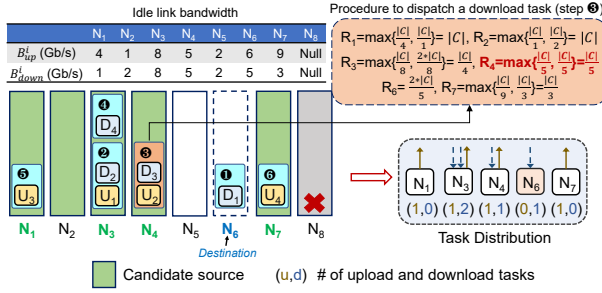 Idle link bandwidth
N1 N2 N3 N4 N5 N6 N7 N8
B^i_up (Gb/s) 4 1 8 5 2 6 9 Null
B^i_down (Gb/s) 1 2 8 5 2 5 3 Null
Procedure to dispatch a download task (step ❸)
R1=max{|C|/4, |C|/1}= |C|, R2=max{|C|/1, |C|/2}= |C|
R3=max{|C|/8, 2*|C|/8}= |C|/4, R4=max{|C|/5, |C|/5}=|C|/5
R6= 2*|C|/5, R7=max{|C|/9, |C|/3}=|C|/3
❹
D4
❷ ❸
D2 D3
❺ ❶ ❻
U3 U1 U2 D1 U4
N1 N2 N3 N4 N5 N6 N7 N8
Destination
N1 N3 N4 N6 N7
(1,0) (1,2) (1,1) (0,1) (1,0)
Task Distribution
Candidate source (u,d) # of upload and download tasks